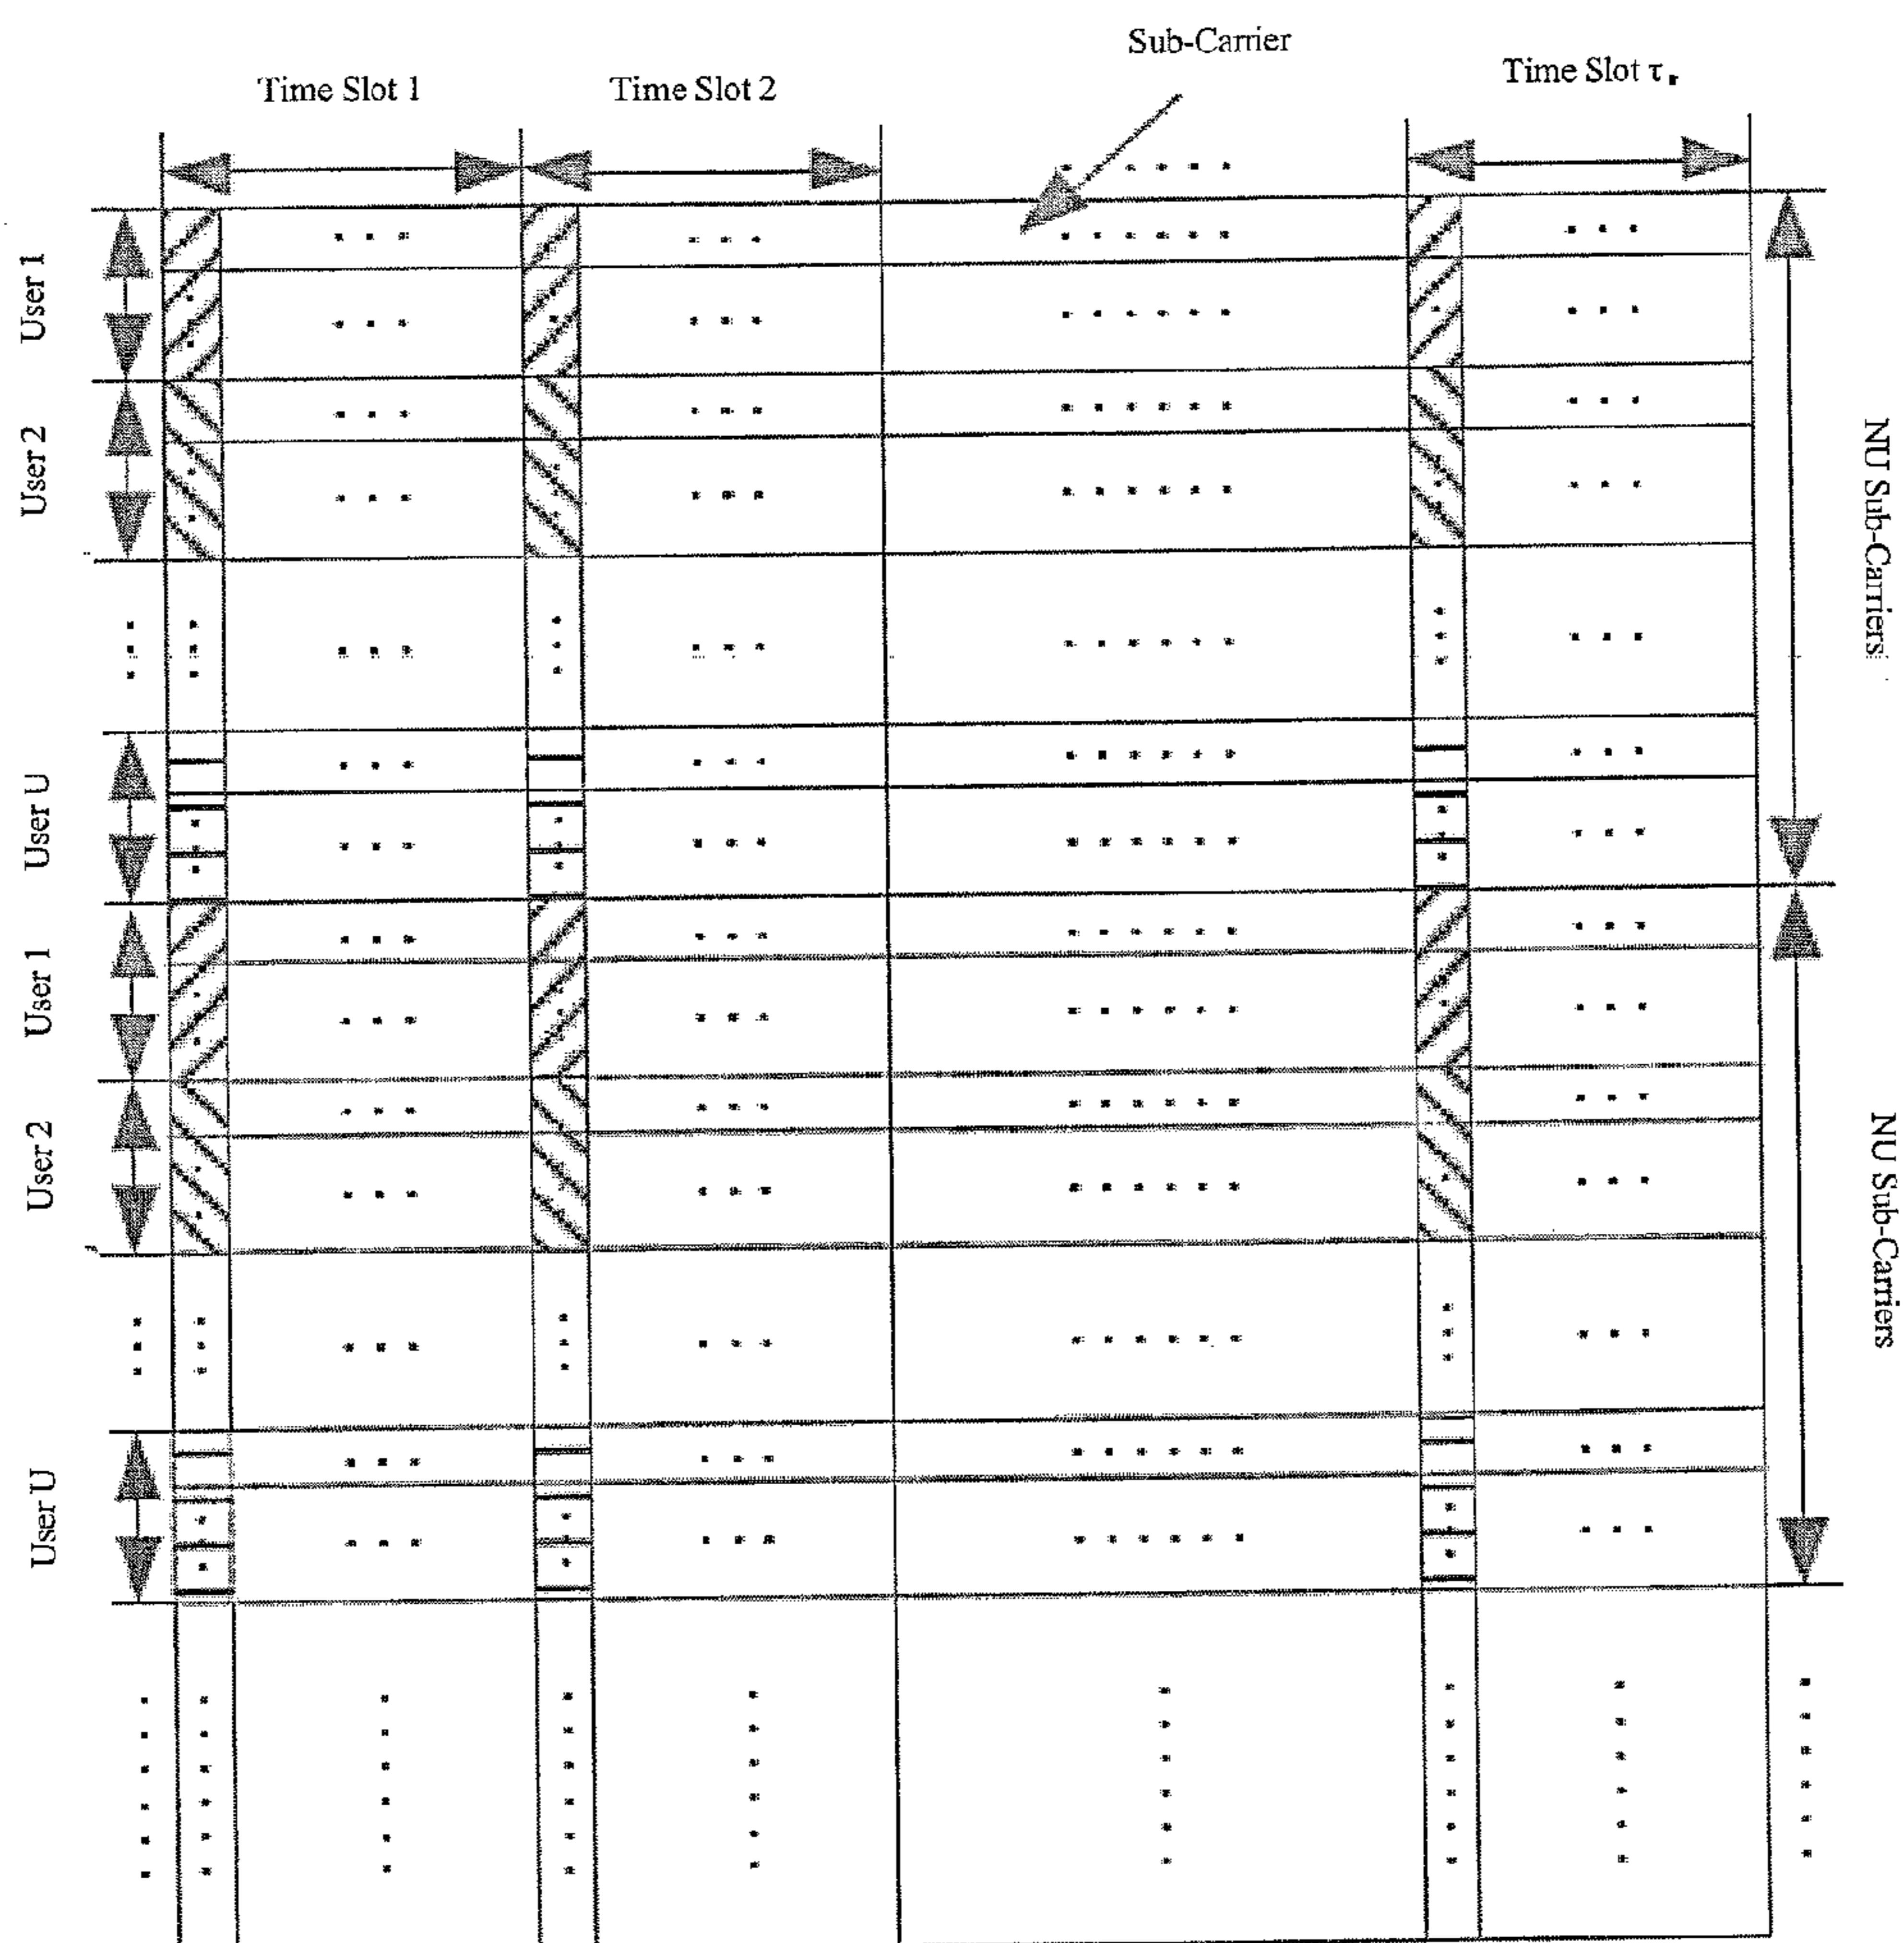 Sub-Carrier
Time Slot 1
Time Slot 2
Time Slot τ
User 1
User 2
User U
User 1
User 2
User U
NU Sub-Carriers
NU Sub-Carriers